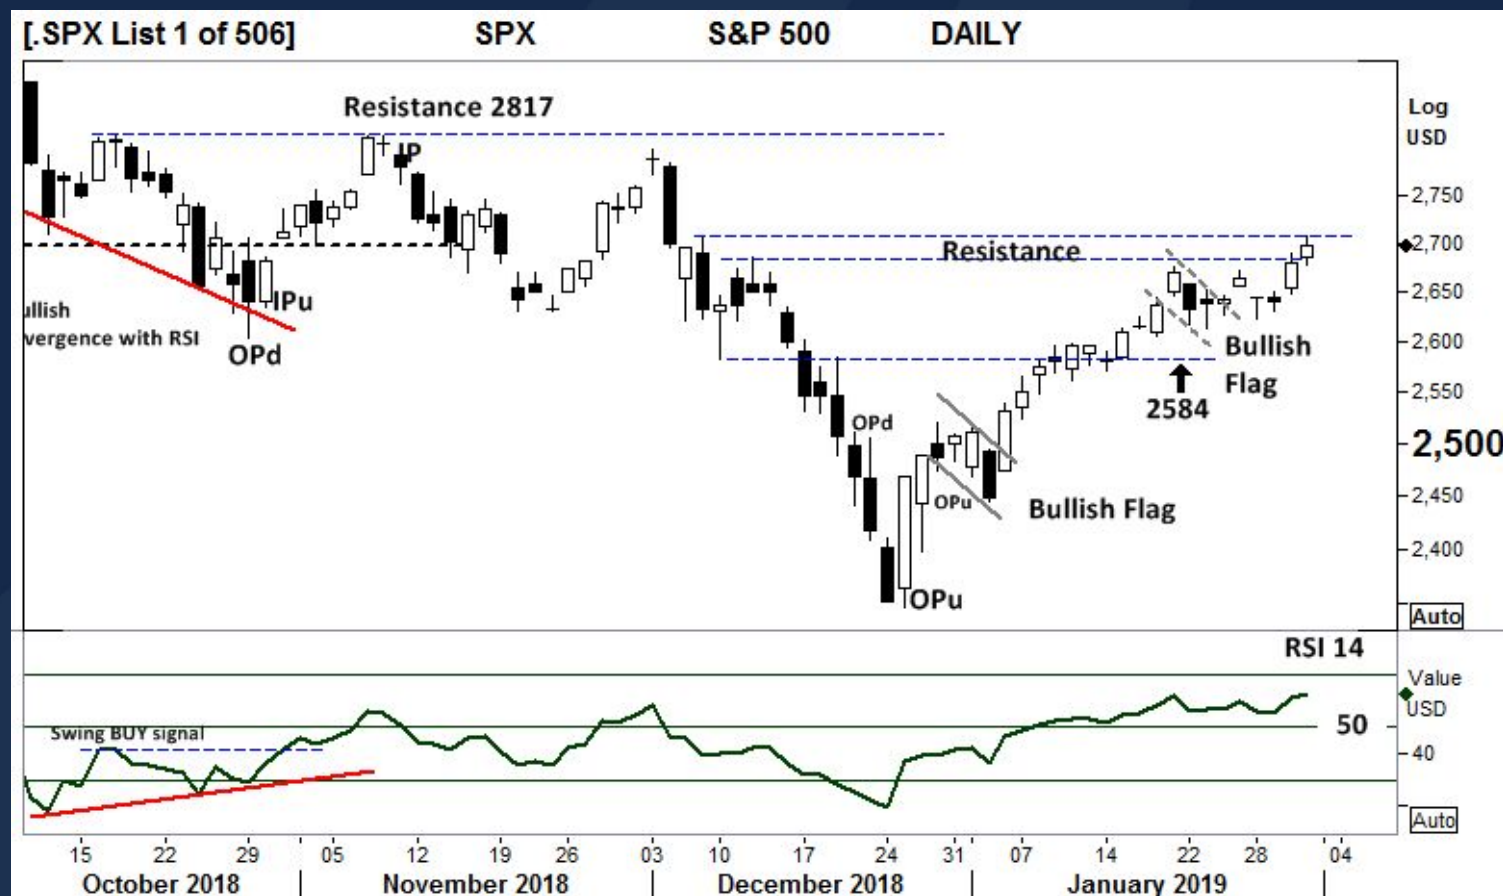 [.SPX List 1 of 506] SPX S&P 500 DAILY
Resistance 2817
Log
USD
IP
2,750
Resistance
2,700
2,650
IPu
ullish
vergence with RSI
OPd
2,600
Bullish
Flag
2,550
2584
OPd
2,500
OPu
Bullish Flag
2,450
2,400
OPu
Auto
RSI 14
Value
USD
Swing BUY signal
50
40
Auto
15 22 29 05 12 19 26 03 10 17 24 31 07 14 22 28 04
October 2018 November 2018 December 2018 January 2019